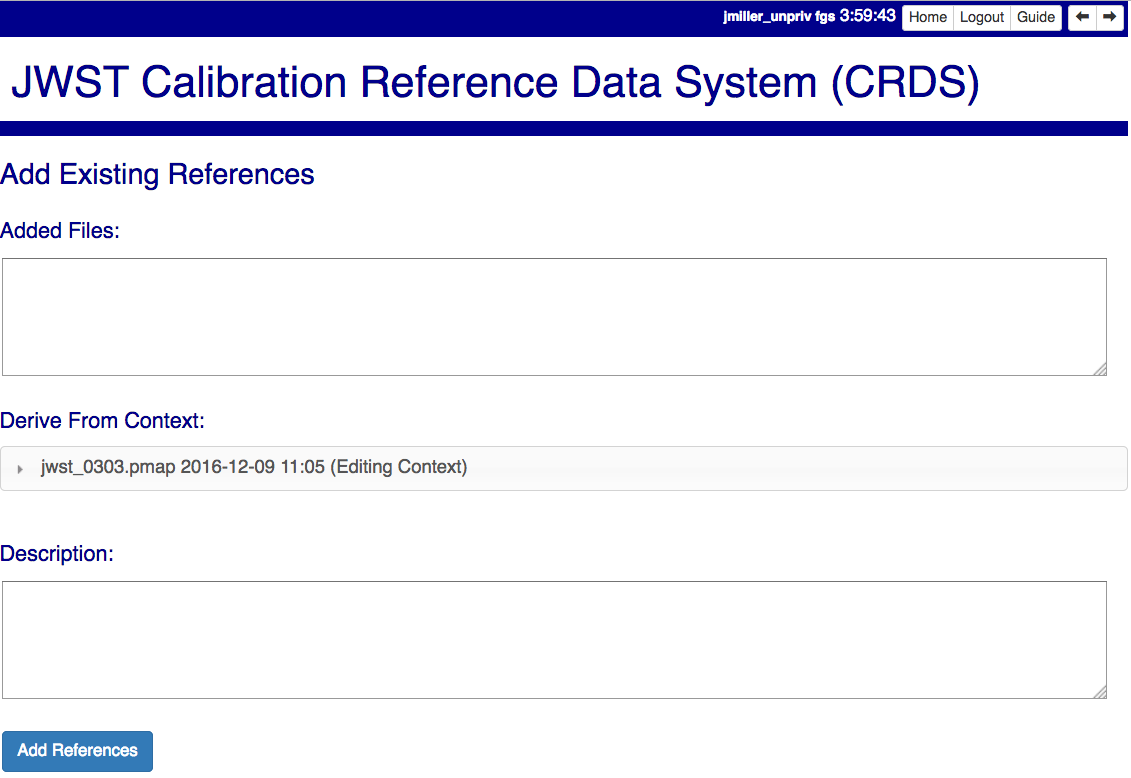 jmiller_unpriv fgs 3:59:43 Home Logout Guide
JWST Calibration Reference Data System (CRDS)
Add Existing References
Added Files:
Derive From Context:
jwst_0303.pmap 2016-12-09 11:05 (Editing Context)
Description:
Add References